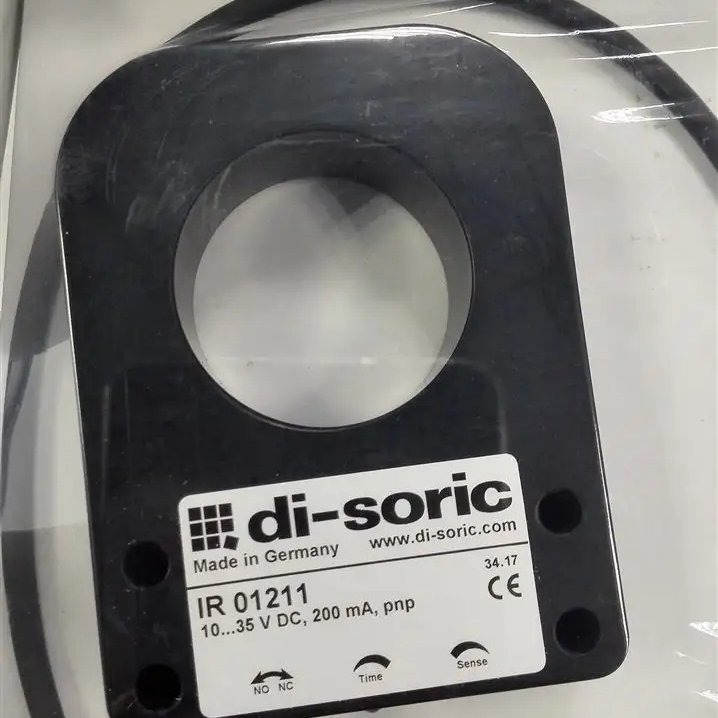 di-soric
Made in Germany www.di-soric.com
34.17
IR 01211 CE
10...35 V DC, 200 mA, pnp
NO NC Time Sense